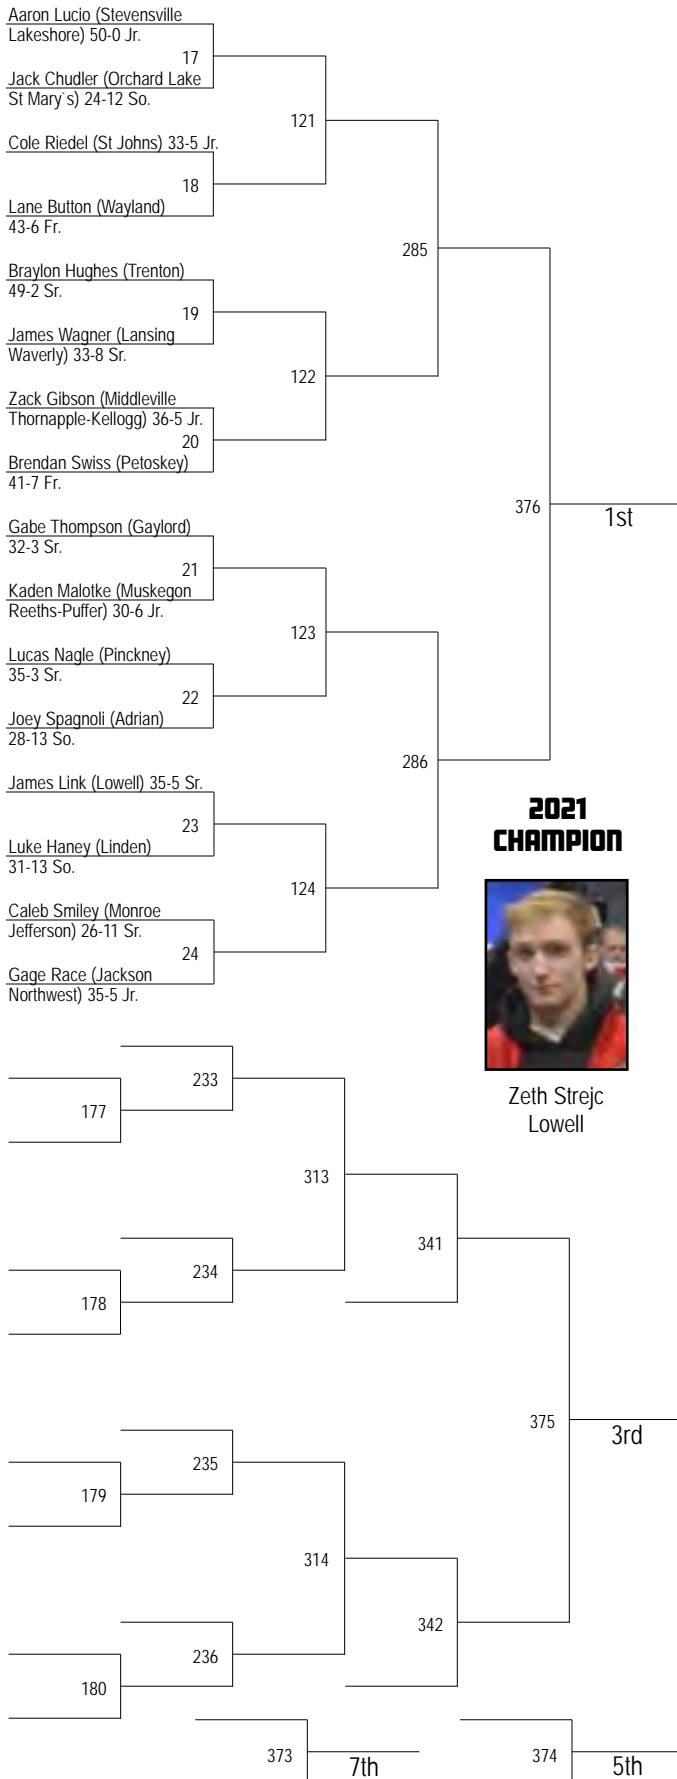 Aaron Lucio (Stevensville
Lakeshore) 50-0 Jr.
17
Jack Chudler (Orchard Lake
St Mary`s) 24-12 So.
121
Cole Riedel (St Johns) 33-5 Jr.
18
Lane Button (Wayland)
43-6 Fr.
285
Braylon Hughes (Trenton)
49-2 Sr.
19
James Wagner (Lansing
Waverly) 33-8 Sr.
122
Zack Gibson (Middleville
Thornapple-Kellogg) 36-5 Jr.
20
Brendan Swiss (Petoskey)
41-7 Fr.
376
1st
Gabe Thompson (Gaylord)
32-3 Sr.
21
Kaden Malotke (Muskegon
Reeths-Puffer) 30-6 Jr.
123
Lucas Nagle (Pinckney)
35-3 Sr.
22
Joey Spagnoli (Adrian)
28-13 So.
286
James Link (Lowell) 35-5 Sr.
23
Luke Haney (Linden)
31-13 So.
124
Caleb Smiley (Monroe
Jefferson) 26-11 Sr.
24
Gage Race (Jackson
Northwest) 35-5 Jr.
2021
CHAMPION
Zeth Strejc
Lowell
233
177
313
234
178
341
375
3rd
235
179
314
342
236
180
373
7th
374
5th